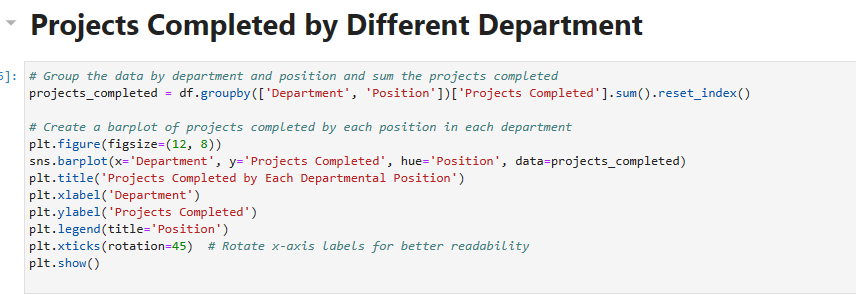 Projects Completed by Different Department
5]:
# Group the data by department and position and sum the projects completed
projects_completed = df.groupby(['Department', 'Position'])['Projects Completed'].sum().reset_index()
# Create a barplot of projects completed by each position in each department
plt.figure(figsize=(12, 8))
sns.barplot(x='Department', y='Projects Completed', hue='Position', data=projects_completed)
plt.title('Projects Completed by Each Departmental Position')
plt.xlabel('Department')
plt.ylabel('Projects Completed')
plt.legend(title='Position')
plt.xticks(rotation=45)  # Rotate x-axis labels for better readability
plt.show()